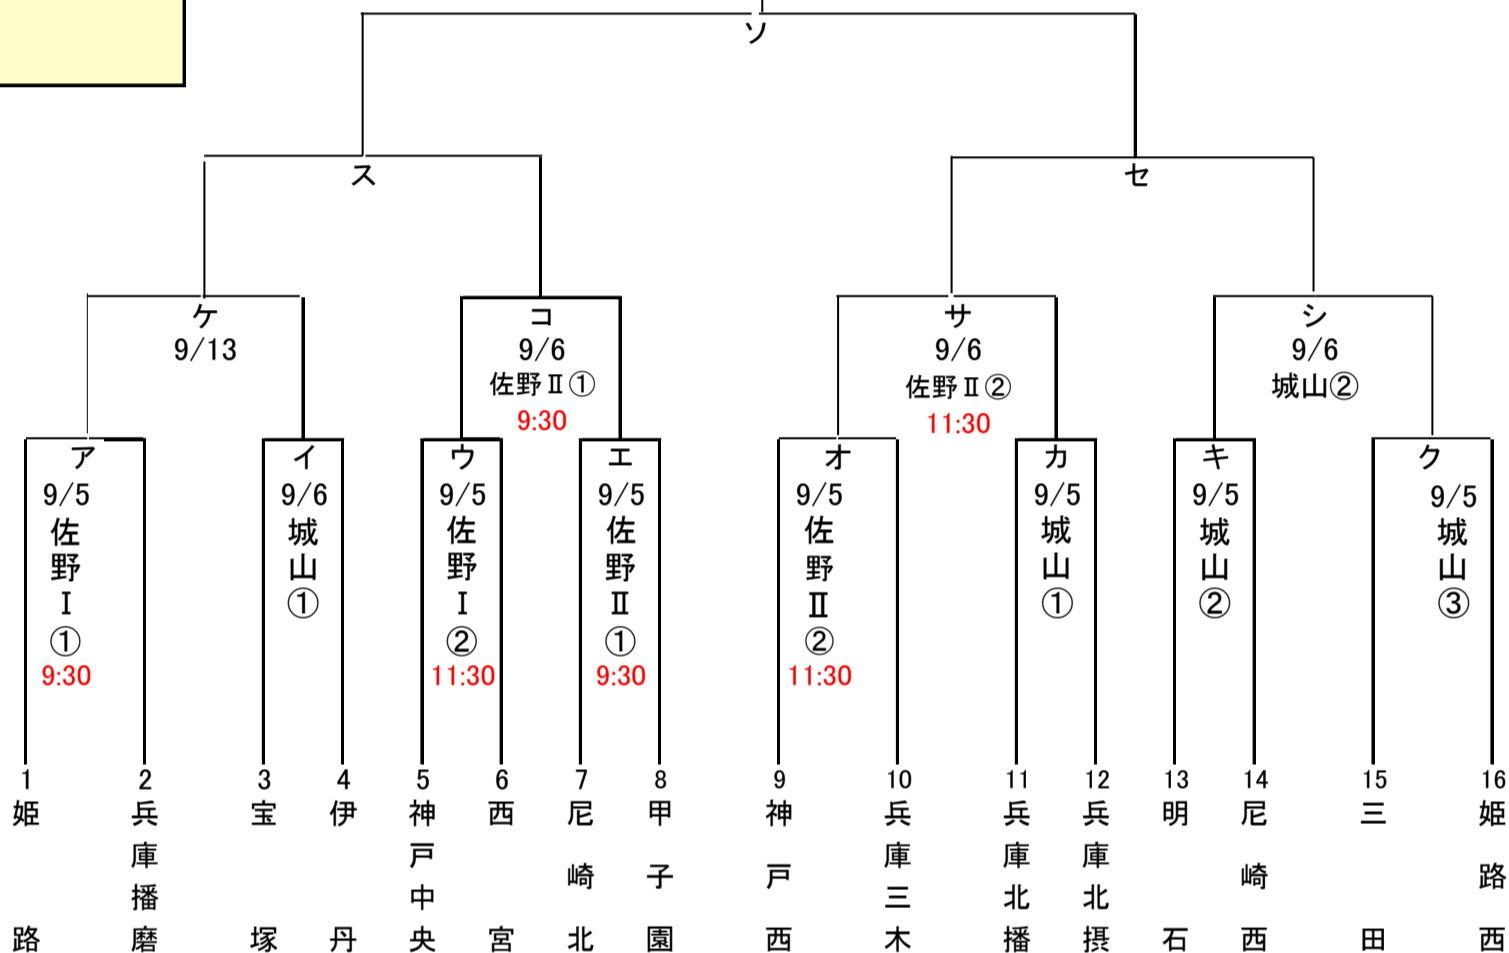 ソ
ス
セ
ケ
9/13
コ
9/6
佐野Ⅱ①
9:30
サ
9/6
佐野Ⅱ②
11:30
シ
9/6
城山②
ア
9/5
佐野Ⅰ①
9:30
イ
9/6
城山①
ウ
9/5
佐野Ⅰ②
11:30
エ
9/5
佐野Ⅱ①
9:30
オ
9/5
佐野Ⅱ②
11:30
カ
9/5
城山①
キ
9/5
城山②
ク
9/5
城山③
1
姫路
2
兵庫播磨
3
宝塚
4
伊丹
5
神戸中央
6
西宮
7
尼崎北
8
甲子園
9
神戸西
10
兵庫三木
11
兵庫北播
12
兵庫北摂
13
明石
14
尼崎西
15
三田
16
姫路西